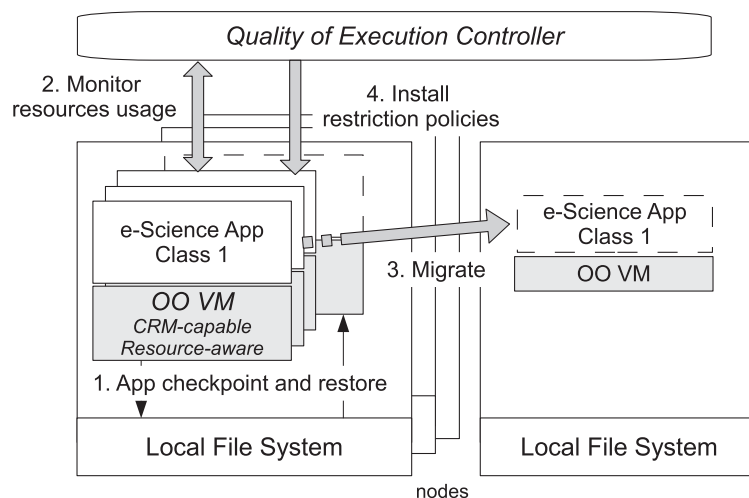 Quality of Execution Controller
2. Monitor
resources usage
4. Install
restriction policies
e-Science App
Class 1
OO VM
CRM-capable
Resource-aware
3. Migrate
e-Science App
Class 1
OO VM
1. App checkpoint and restore
Local File System
Local File System
nodes